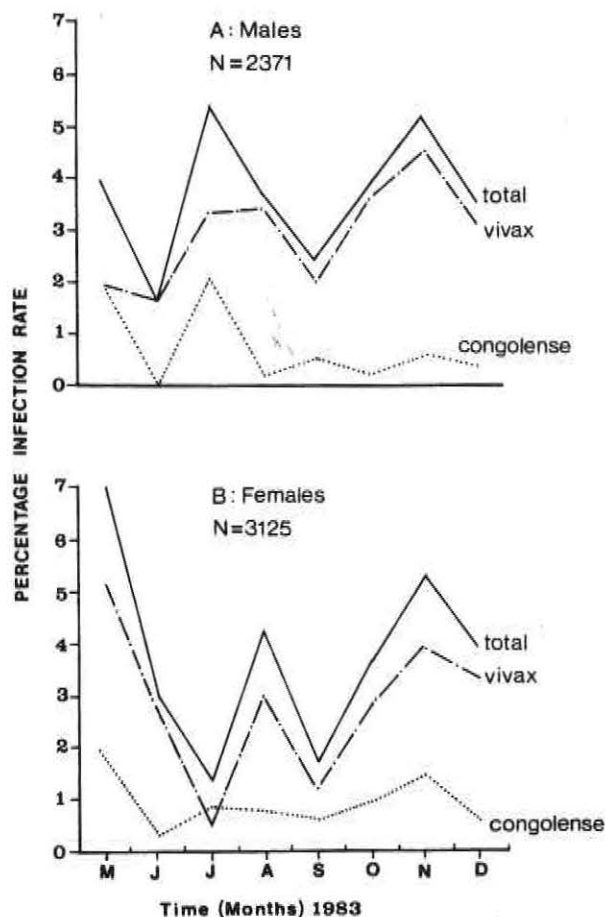 PERCENTAGE INFECTION RATE
A: Males
N=2371
7
6
5
4
3
2
1
0
total
vivax
congolense
B: Females
N=3125
7
6
5
4
3
2
1
0
total
vivax
congolense
M J J A S O N D
Time (Months) 1983